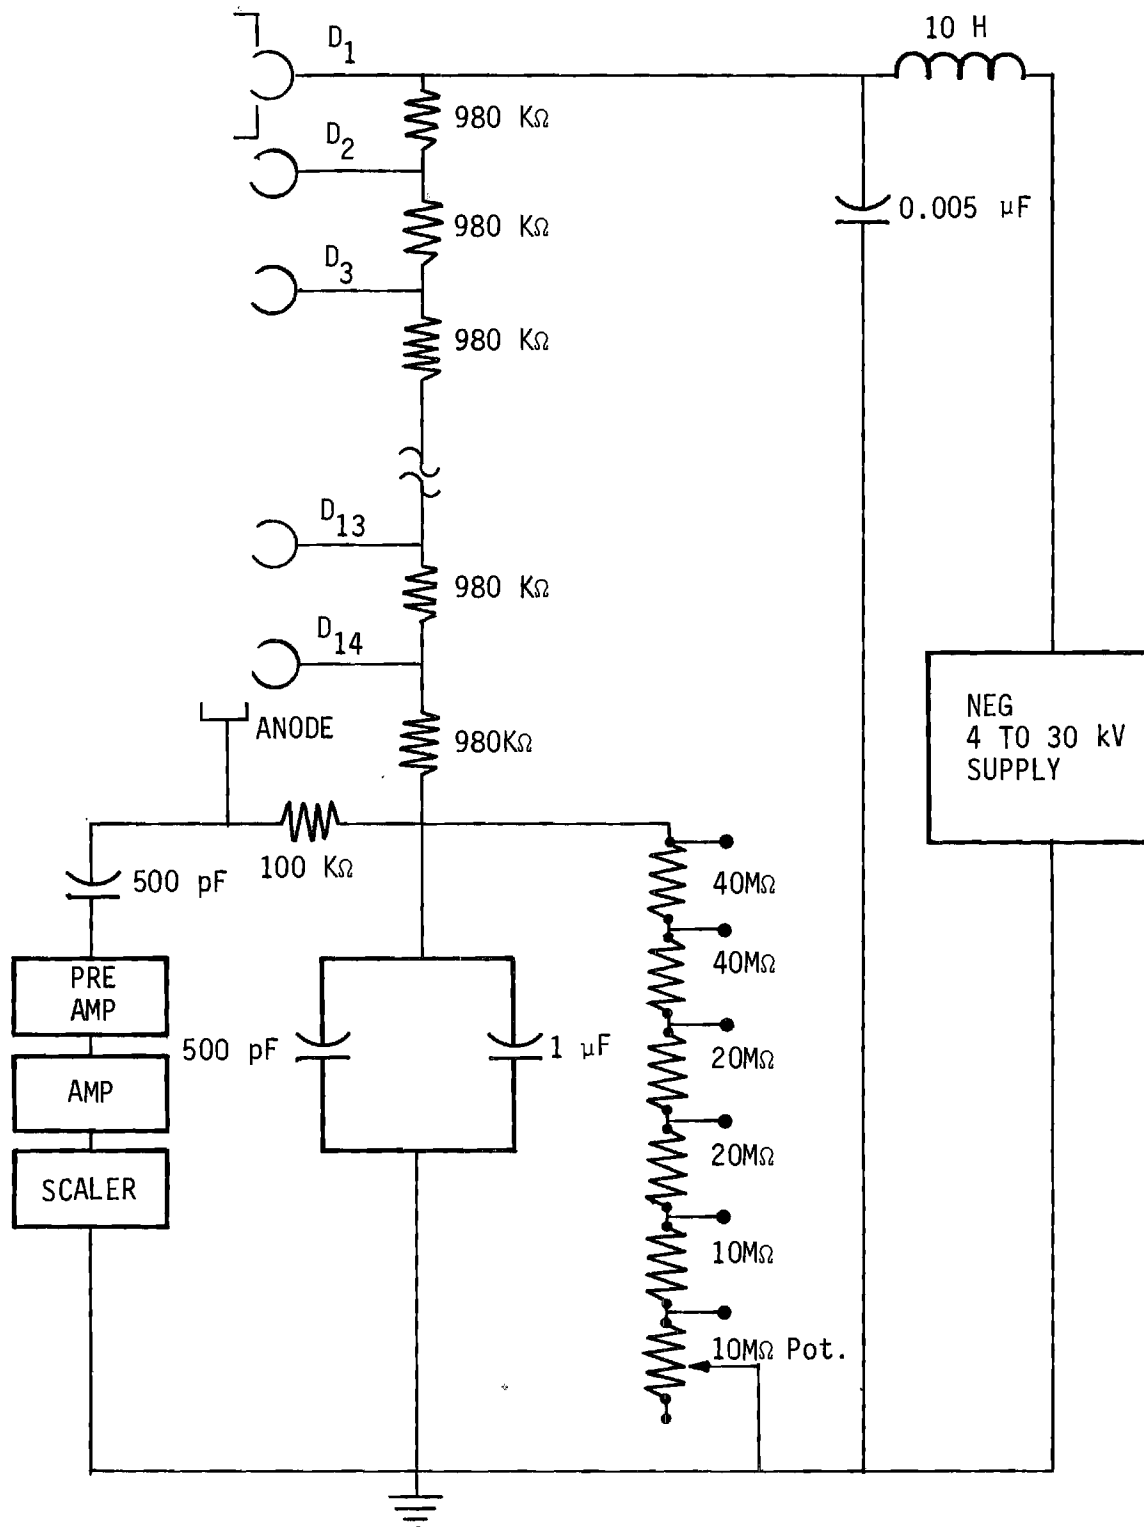 10 H
D1
980 KΩ
D2
0.005 µF
980 KΩ
D3
980 KΩ
D13
980 KΩ
D14
NEG
4 TO 30 kV
SUPPLY
ANODE
980KΩ
100 KΩ
500 pF
40MΩ
40MΩ
PRE
AMP
500 pF
1 µF
20MΩ
AMP
20MΩ
SCALER
10MΩ
10MΩ Pot.